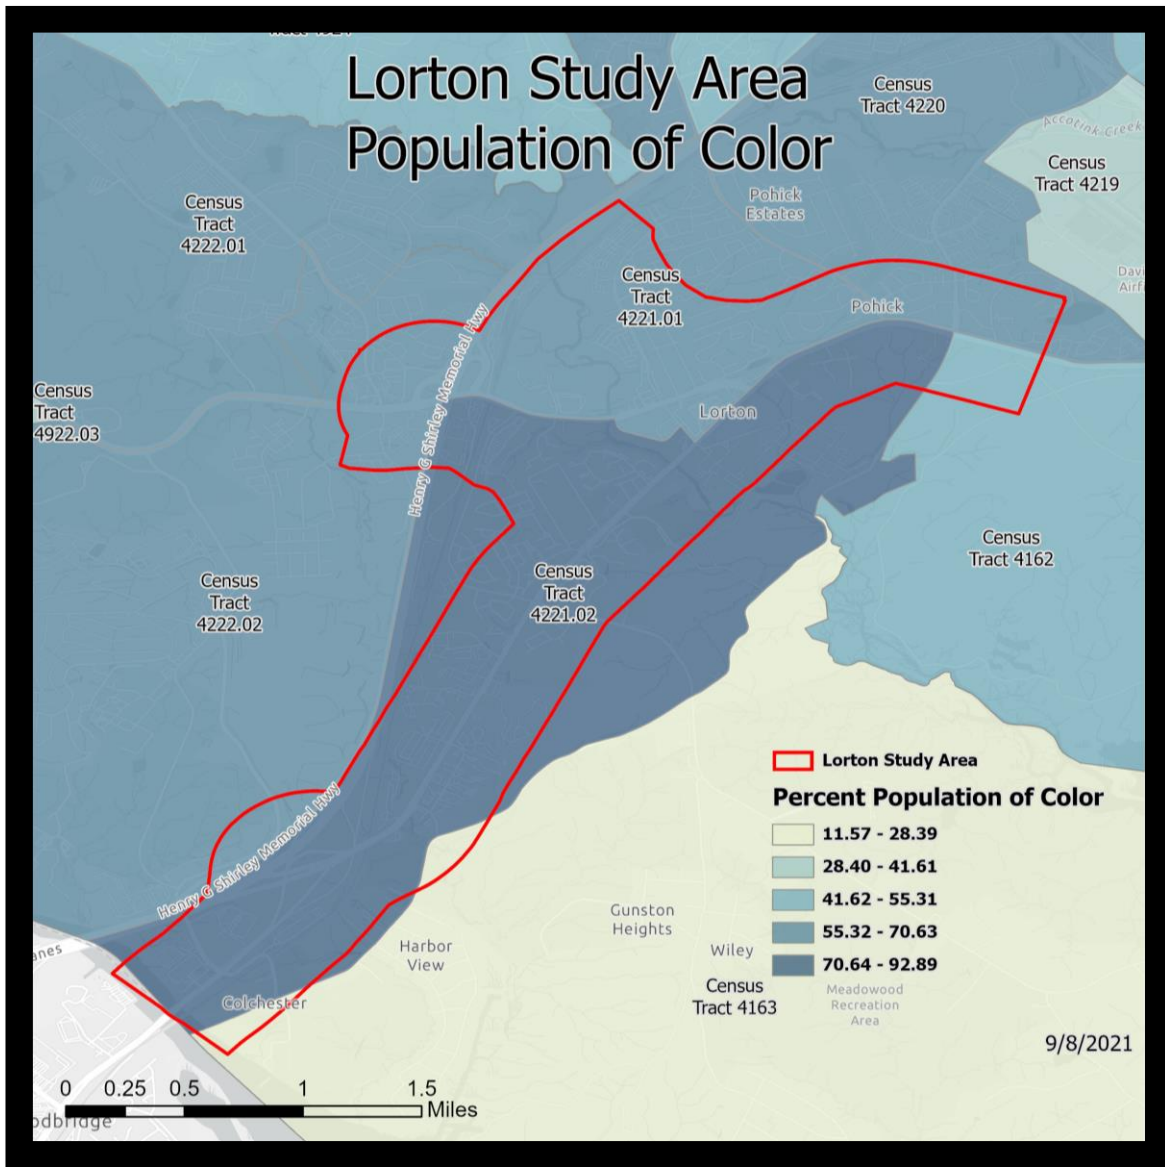 Lorton Study Area
Population of Color
Census
Tract 4220
Accotink Creek
Census
Tract 4219
Pohick
Estates
Census
Tract
4222.01
Census
Tract
4221.01
Pohick
Henry G Shirley Memorial Hwy
Census
Tract
4922.03
Lorton
Census
Tract 4162
Census
Tract
4222.02
Census
Tract
4221.02
Lorton Study Area
Percent Population of Color
11.57 - 28.39
28.40 - 41.61
41.62 - 55.31
55.32 - 70.63
70.64 - 92.89
Henry G Shirley Memorial Hwy
Gunston
Heights
Harbor
View
Wiley
Census
Tract 4163
Meadowood
Recreation
Area
Colchester
9/8/2021
0 0.25 0.5 1 1.5
Miles